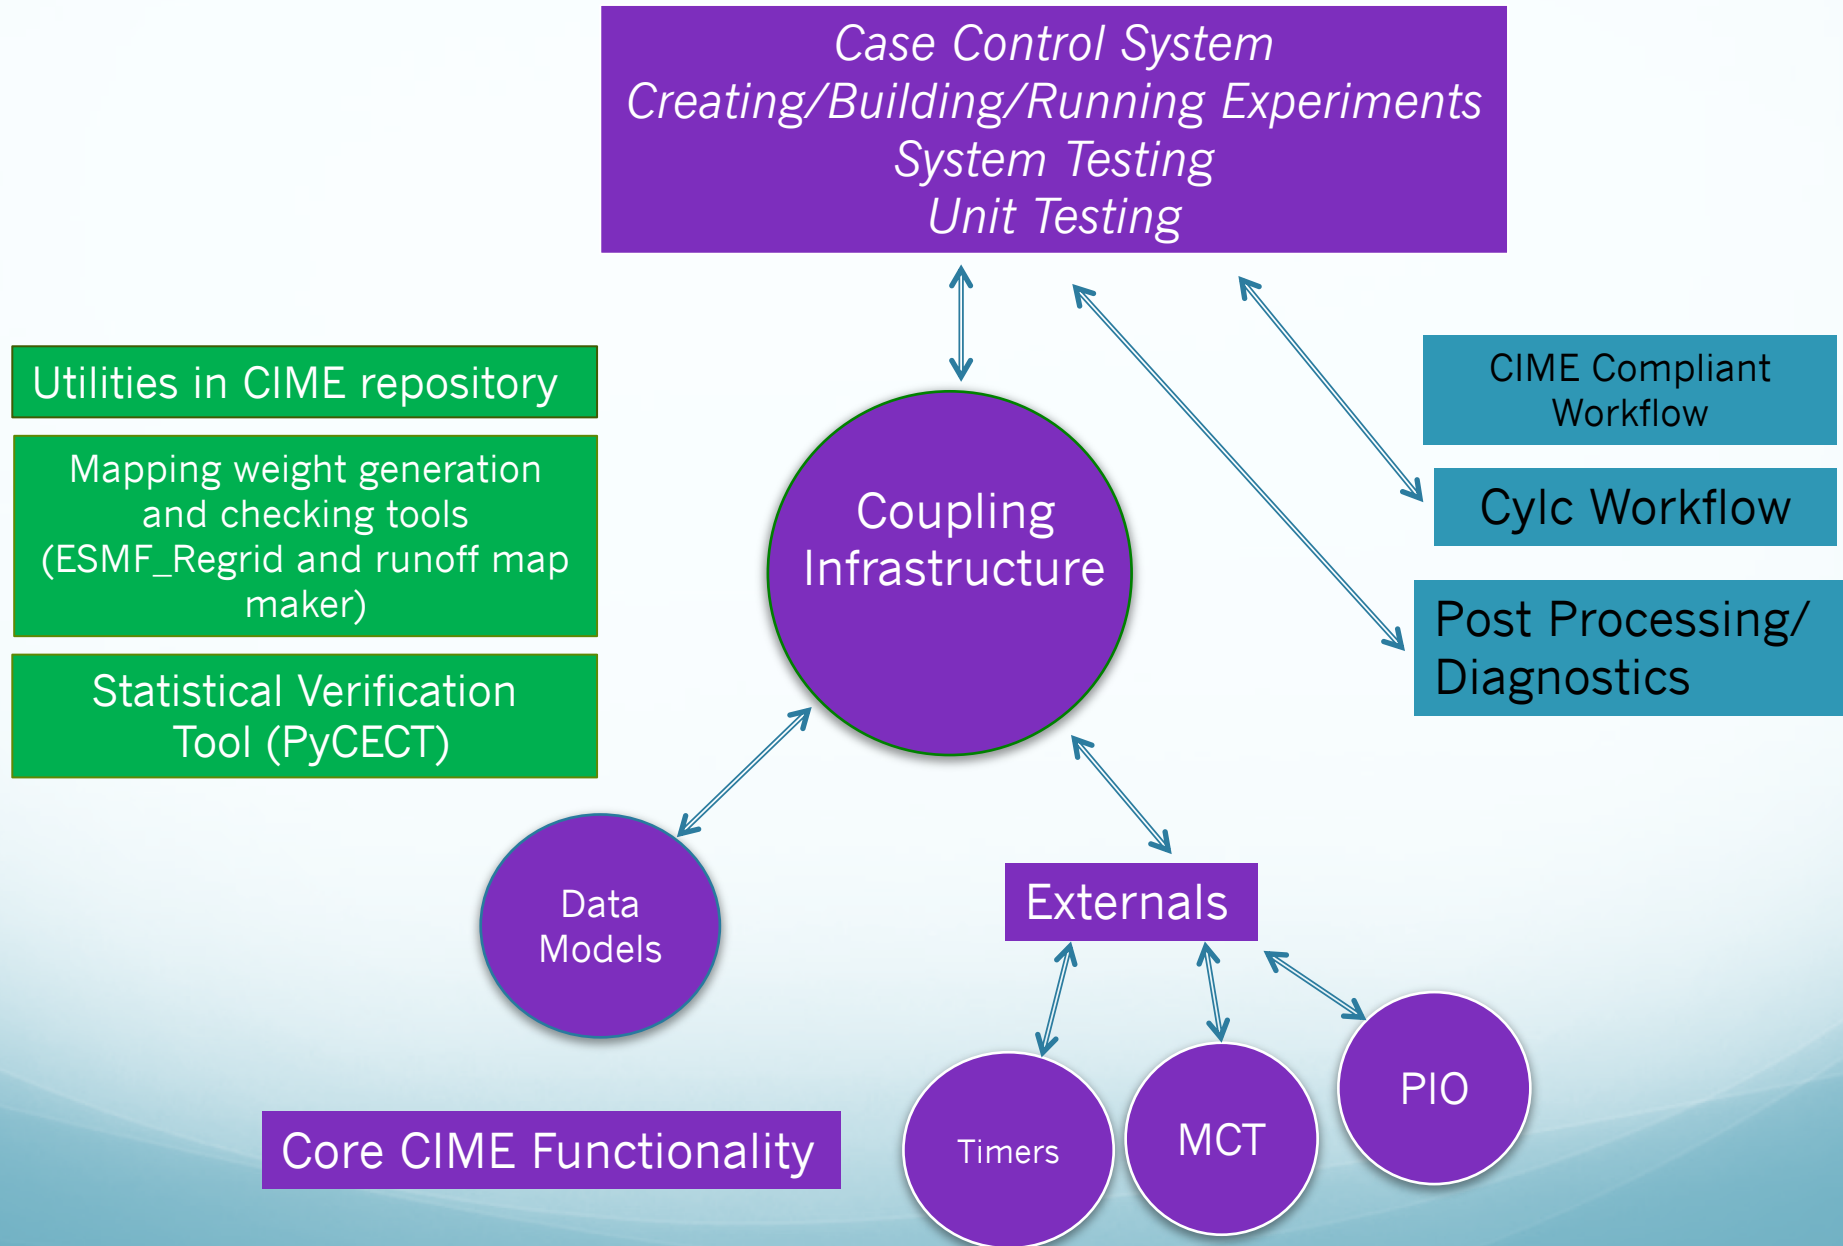 Case Control System
Creating/Building/Running Experiments
System Testing
Unit Testing
Utilities in CIME repository
Mapping weight generation
and checking tools
(ESMF_Regrid and runoff map
maker)
Statistical Verification
Tool (PyCECT)
Coupling
Infrastructure
CIME Compliant
Workflow
Cylc Workflow
Post Processing/
Diagnostics
Data
Models
Externals
Timers
MCT
PIO
Core CIME Functionality